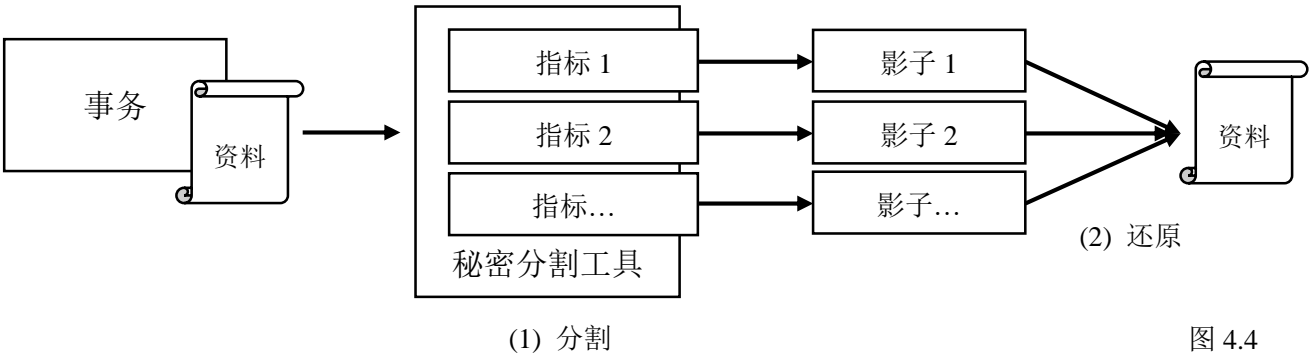 事务
资料
指标 1
指标 2
指标…
秘密分割工具
影子 1
影子 2
影子…
资料
(2) 还原
(1) 分割
图 4.4